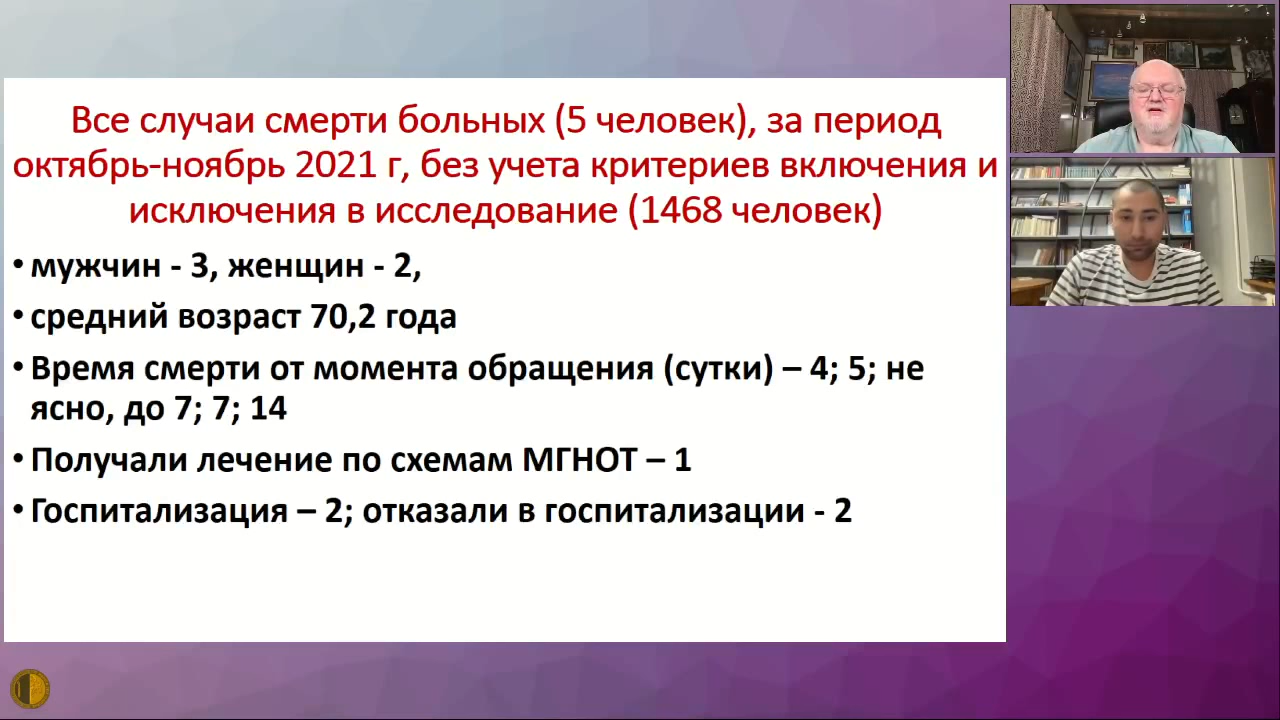 Все случаи смерти больных (5 человек), за период
октябрь-ноябрь 2021 г, без учета критериев включения и
исключения в исследование (1468 человек)
• мужчин - 3, женщин - 2,
• средний возраст 70,2 года
• Время смерти от момента обращения (сутки) – 4; 5; не
ясно, до 7; 7; 14
• Получали лечение по схемам МГНОТ – 1
• Госпитализация – 2; отказали в госпитализации - 2